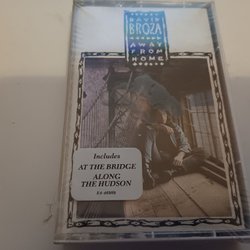 DAVID
BROZA
AWAY
FROM
HOME
Includes
AT THE BRIDGE
ALONG
THE HUDSON